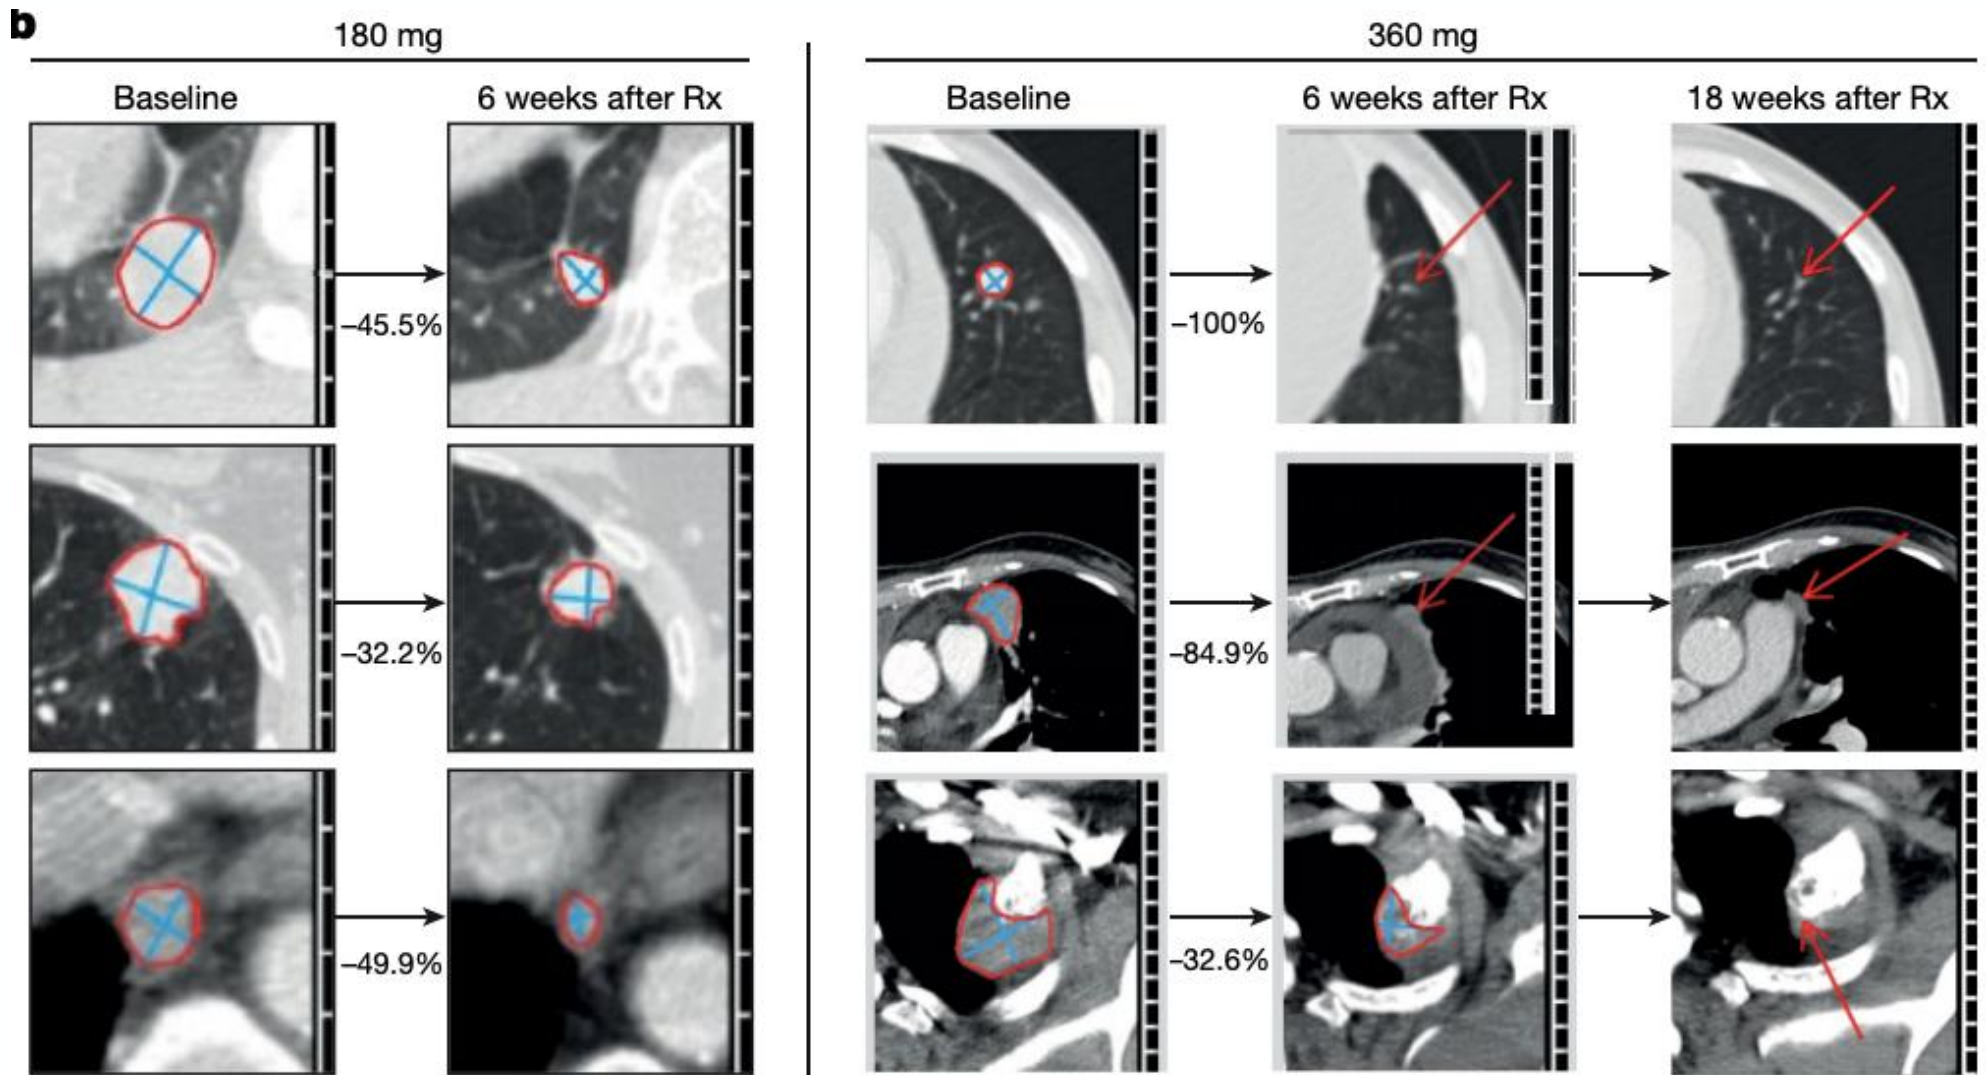 b
180 mg
360 mg
Baseline
6 weeks after Rx
Baseline
6 weeks after Rx
18 weeks after Rx
–45.5%
–100%
–32.2%
–84.9%
–49.9%
–32.6%